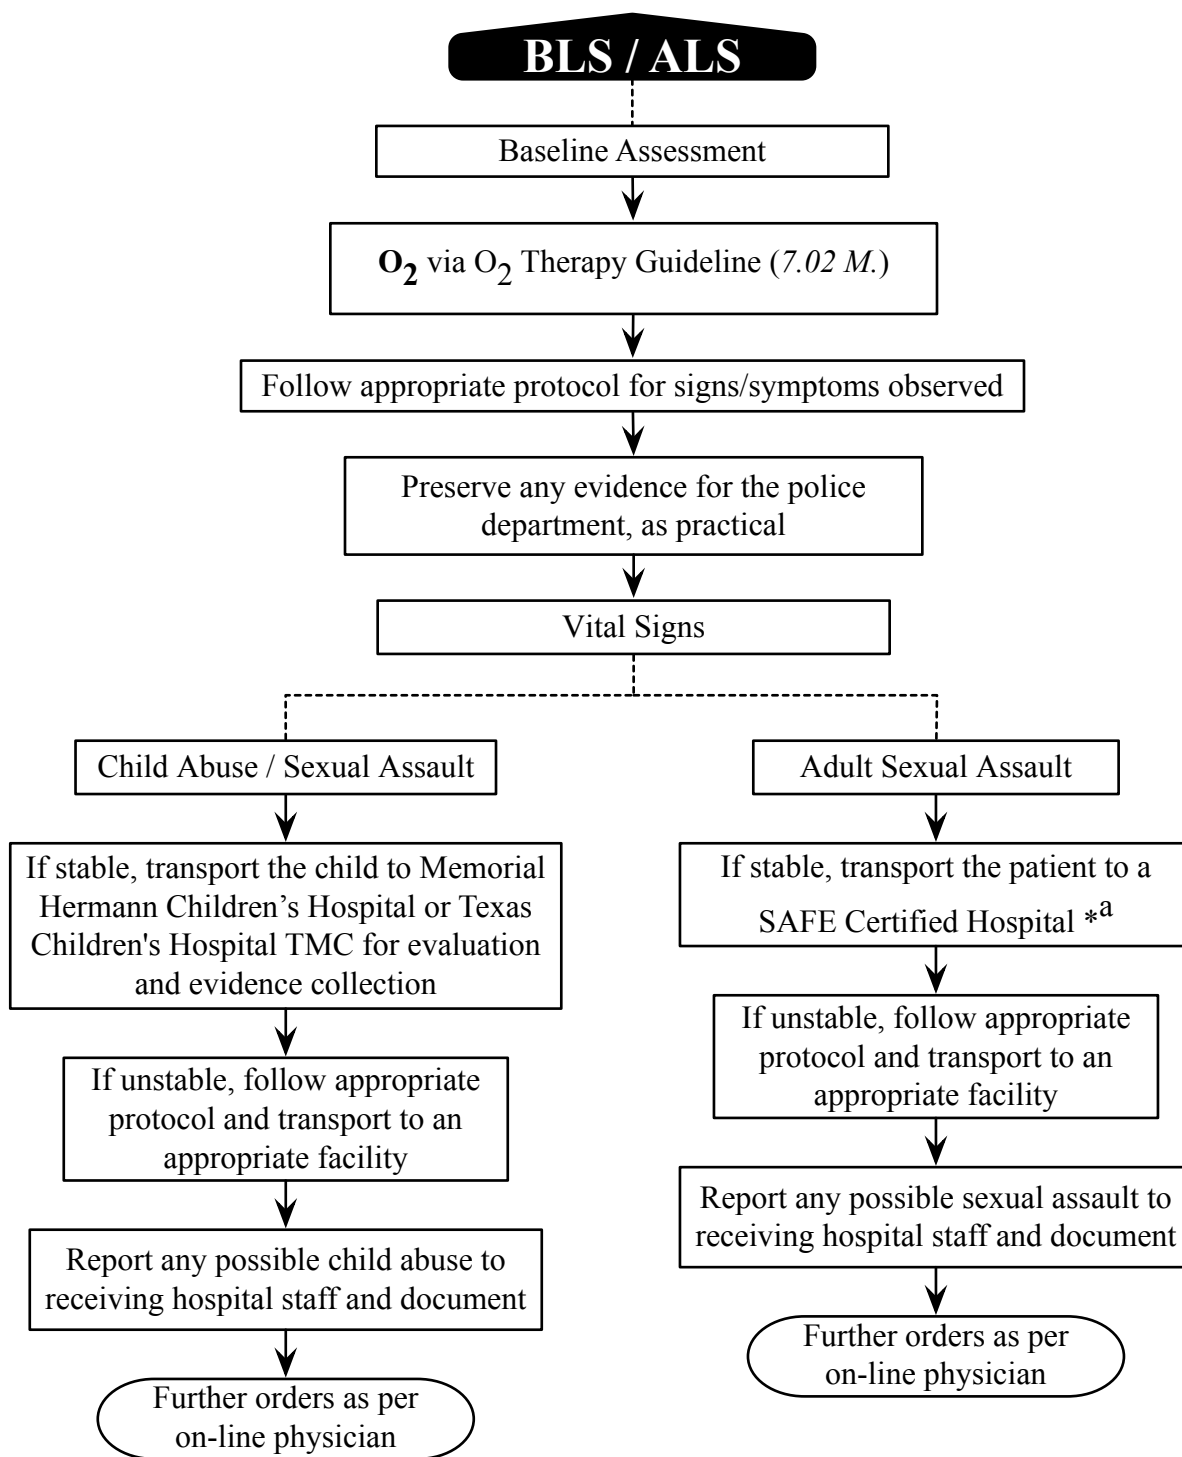 BLS / ALS
Baseline Assessment
O2 via O2 Therapy Guideline (7.02 M.)
Follow appropriate protocol for signs/symptoms observed
Preserve any evidence for the police
department, as practical
Vital Signs
Child Abuse / Sexual Assault
If stable, transport the child to Memorial
Hermann Children’s Hospital or Texas
Children's Hospital TMC for evaluation
and evidence collection
If unstable, follow appropriate
protocol and transport to an
appropriate facility
Report any possible child abuse to
receiving hospital staff and document
Further orders as per
on-line physician
Adult Sexual Assault
If stable, transport the patient to a
SAFE Certified Hospital *a
If unstable, follow appropriate
protocol and transport to an
appropriate facility
Report any possible sexual assault to
receiving hospital staff and document
Further orders as per
on-line physician